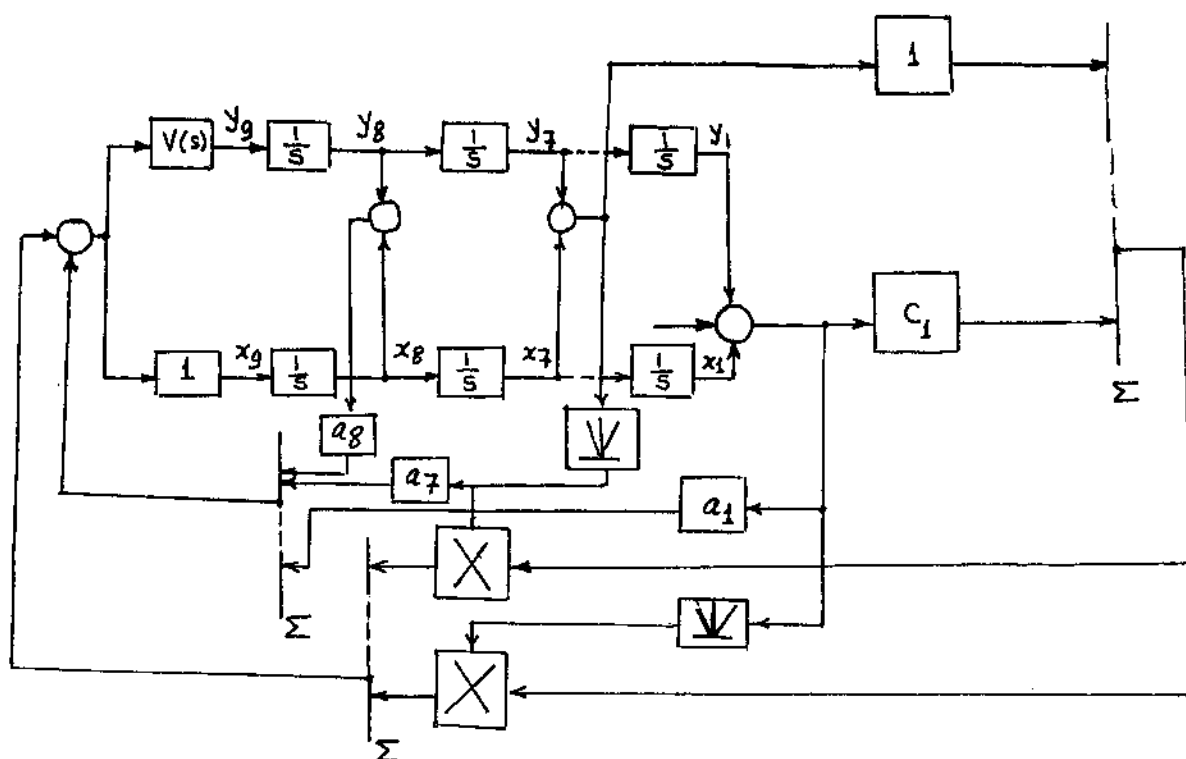 1
V(s)
y9
1/s
y8
1/s
y7
1/s
y1
C1
1
x9
1/s
x8
1/s
x7
1/s
x1
Σ
a8
a7
a1
Σ
Σ